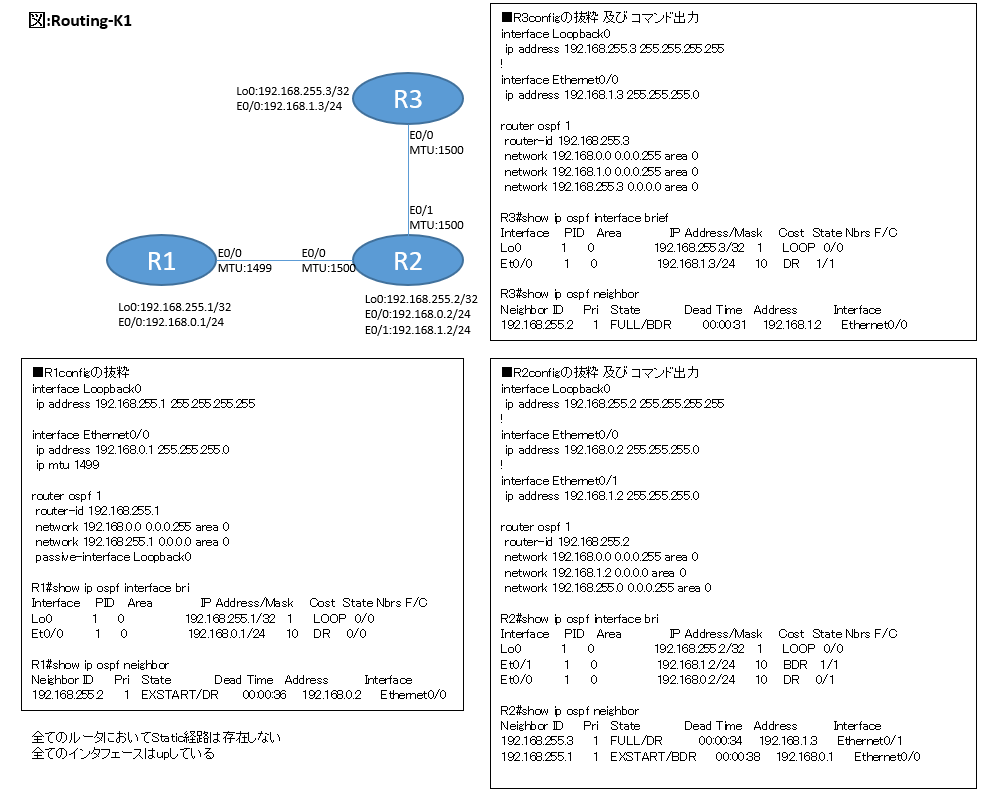 図:Routing-K1
Lo0:192.168.255.3/32
E0/0:192.168.1.3/24
R3
E0/0
MTU:1500
E0/1
MTU:1500
R1
E0/0
MTU:1499
E0/0
MTU:1500
R2
Lo0:192.168.255.1/32
E0/0:192.168.0.1/24
Lo0:192.168.255.2/32
E0/0:192.168.0.2/24
E0/1:192.168.1.2/24
■R3configの抜粋 及び コマンド出力
interface Loopback0
ip address 192.168.255.3 255.255.255.255
!
interface Ethernet0/0
ip address 192.168.1.3 255.255.255.0
router ospf 1
router-id 192.168.255.3
network 192.168.0.0 0.0.0.255 area 0
network 192.168.1.0 0.0.0.255 area 0
network 192.168.255.3 0.0.0.0 area 0
R3#show ip ospf interface brief
Interface PID Area IP Address/Mask Cost State Nbrs F/C
Lo0 1 0 192.168.255.3/32 1 LOOP 0/0
Et0/0 1 0 192.168.1.3/24 10 DR 1/1
R3#show ip ospf neighbor
Neighbor ID Pri State Dead Time Address Interface
192.168.255.2 1 FULL/BDR 00:00:31 192.168.1.2 Ethernet0/0
■R1configの抜粋
interface Loopback0
ip address 192.168.255.1 255.255.255.255
interface Ethernet0/0
ip address 192.168.0.1 255.255.255.0
ip mtu 1499
router ospf 1
router-id 192.168.255.1
network 192.168.0.0 0.0.0.255 area 0
network 192.168.255.1 0.0.0.0 area 0
passive-interface Loopback0
R1#show ip ospf interface bri
Interface PID Area IP Address/Mask Cost State Nbrs F/C
Lo0 1 0 192.168.255.1/32 1 LOOP 0/0
Et0/0 1 0 192.168.0.1/24 10 DR 0/0
R1#show ip ospf neighbor
Neighbor ID Pri State Dead Time Address Interface
192.168.255.2 1 EXSTART/DR 00:00:36 192.168.0.2 Ethernet0/0
全てのルータにおいてStatic経路は存在しない
全てのインタフェースはupしている
■R2configの抜粋 及び コマンド出力
interface Loopback0
ip address 192.168.255.2 255.255.255.255
!
interface Ethernet0/0
ip address 192.168.0.2 255.255.255.0
!
interface Ethernet0/1
ip address 192.168.1.2 255.255.255.0
router ospf 1
router-id 192.168.255.2
network 192.168.0.0 0.0.0.255 area 0
network 192.168.1.2 0.0.0.0 area 0
network 192.168.255.0 0.0.0.255 area 0
R2#show ip ospf interface bri
Interface PID Area IP Address/Mask Cost State Nbrs F/C
Lo0 1 0 192.168.255.2/32 1 LOOP 0/0
Et0/1 1 0 192.168.1.2/24 10 BDR 1/1
Et0/0 1 0 192.168.0.2/24 10 DR 0/1
R2#show ip ospf neighbor
Neighbor ID Pri State Dead Time Address Interface
192.168.255.3 1 FULL/DR 00:00:34 192.168.1.3 Ethernet0/1
192.168.255.1 1 EXSTART/BDR 00:00:38 192.168.0.1 Ethernet0/0